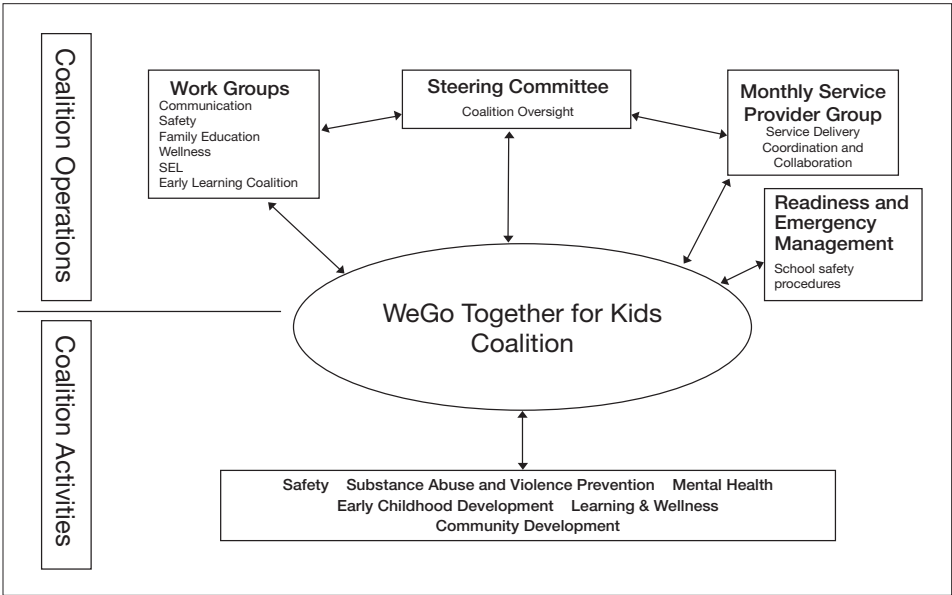 Coalition Operations
Work Groups
Communication
Safety
Family Education
Wellness
SEL
Early Learning Coalition
Steering Committee
Coalition Oversight
Monthly Service
Provider Group
Service Delivery
Coordination and
Collaboration
Readiness and
Emergency
Management
School safety
procedures
WeGo Together for Kids
Coalition
Coalition Activities
Safety Substance Abuse and Violence Prevention Mental Health
Early Childhood Development Learning & Wellness
Community Development